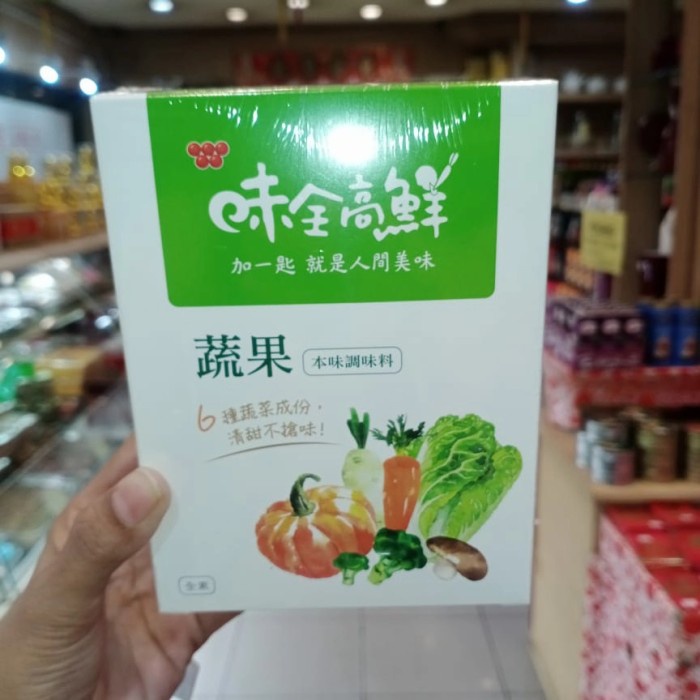 味全高鮮
加一匙 就是人間美味
蔬果 本味調味料
6種蔬菜成份，
清甜不搶味！
全素